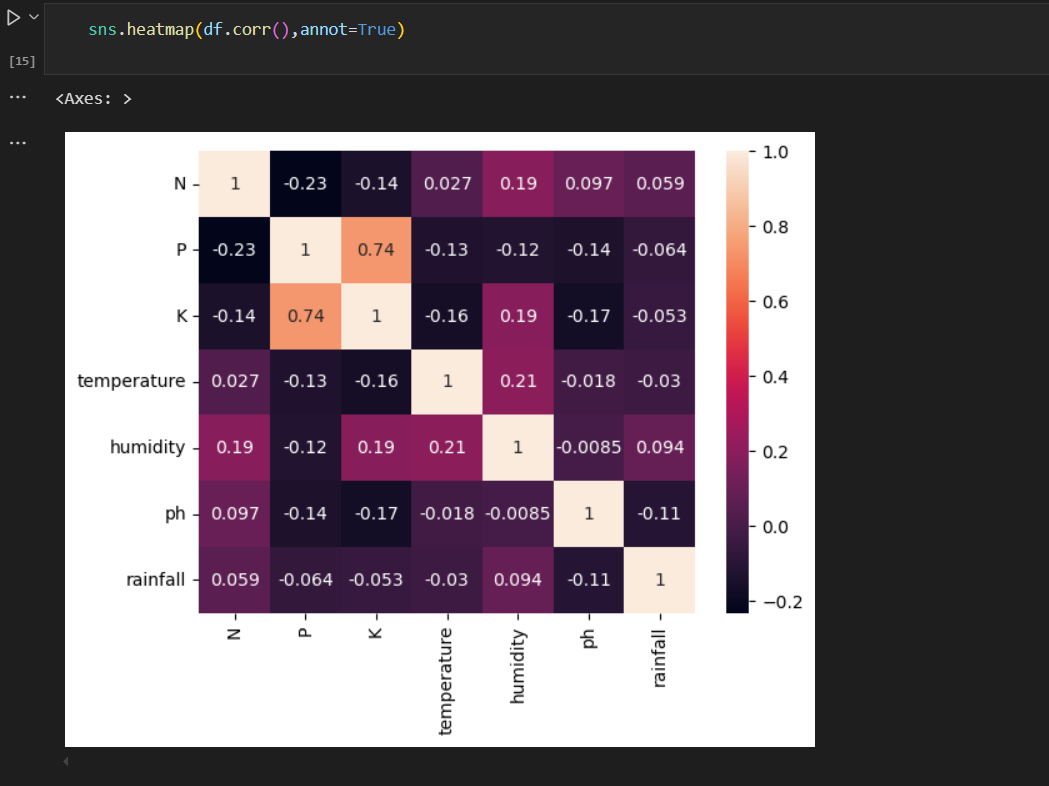 sns.heatmap(df.corr(),annot=True)
[15]
...
<Axes: >
...
N 1 -0.23 -0.14 0.027 0.19 0.097 0.059
P -0.23 1 0.74 -0.13 -0.12 -0.14 -0.064
K -0.14 0.74 1 -0.16 0.19 -0.17 -0.053
temperature 0.027 -0.13 -0.16 1 0.21 -0.018 -0.03
humidity 0.19 -0.12 0.19 0.21 1 -0.0085 0.094
ph 0.097 -0.14 -0.17 -0.018 -0.0085 1 -0.11
rainfall 0.059 -0.064 -0.053 -0.03 0.094 -0.11 1
N P K temperature humidity ph rainfall
1.0
0.8
0.6
0.4
0.2
0.0
−0.2